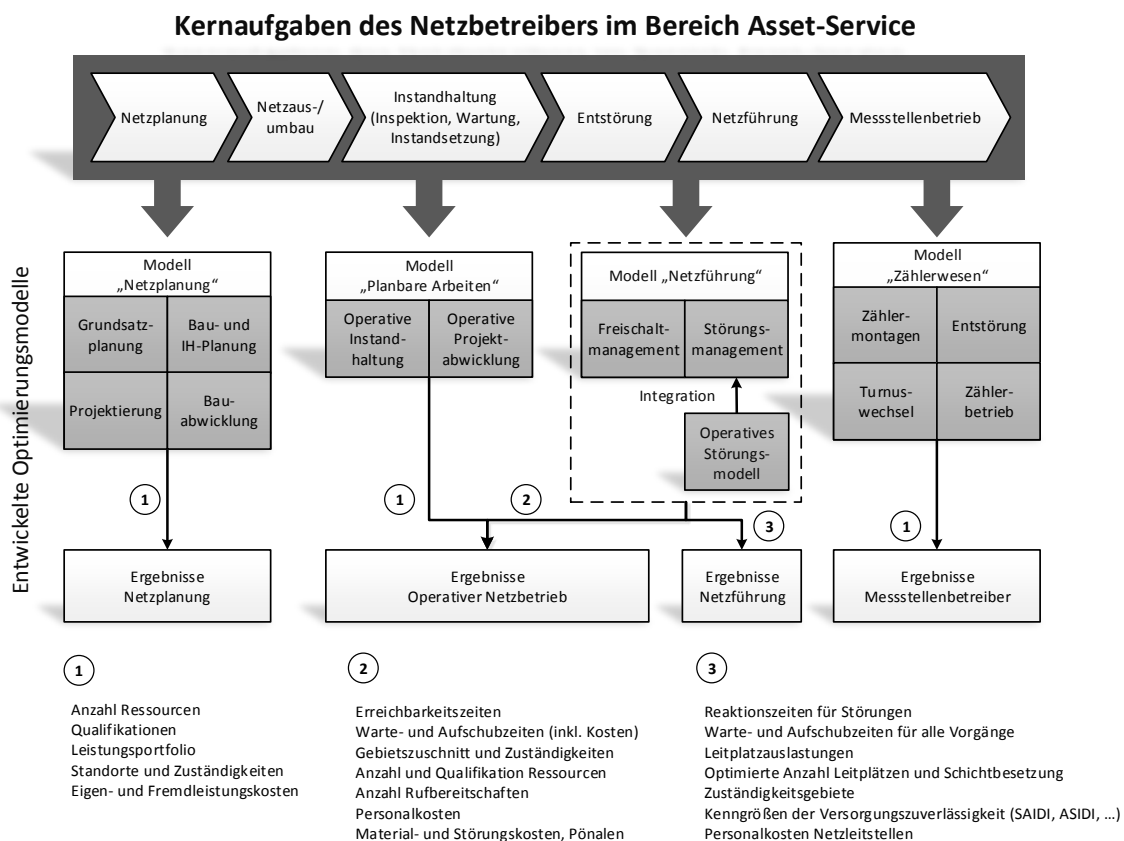 Kernaufgaben des Netzbetreibers im Bereich Asset-Service
Netzplanung
Netzaus-/
umbau
Instandhaltung
(Inspektion, Wartung,
Instandsetzung)
Entstörung
Netzführung
Messstellenbetrieb
Entwickelte Optimierungsmodelle
Modell
„Netzplanung“
Grundsatz-
planung
Bau- und
IH-Planung
Projektierung
Bau-
abwicklung
Modell
„Planbare Arbeiten“
Operative
Instand-
haltung
Operative
Projekt-
abwicklung
Modell „Netzführung“
Freischalt-
management
Störungs-
management
Integration
Operatives
Störungs-
modell
Modell
„Zählerwesen“
Zähler-
montagen
Entstörung
Turnus-
wechsel
Zähler-
betrieb
1
1
2
3
1
Ergebnisse
Netzplanung
Ergebnisse
Operativer Netzbetrieb
Ergebnisse
Netzführung
Ergebnisse
Messstellenbetreiber
1
Anzahl Ressourcen
Qualifikationen
Leistungsportfolio
Standorte und Zuständigkeiten
Eigen- und Fremdleistungskosten
2
Erreichbarkeitszeiten
Warte- und Aufschubzeiten (inkl. Kosten)
Gebietszuschnitt und Zuständigkeiten
Anzahl und Qualifikation Ressourcen
Anzahl Rufbereitschaften
Personalkosten
Material- und Störungskosten, Pönalen
3
Reaktionszeiten für Störungen
Warte- und Aufschubzeiten für alle Vorgänge
Leitplatzauslastungen
Optimierte Anzahl Leitplätzen und Schichtbesetzung
Zuständigkeitsgebiete
Kenngrößen der Versorgungszuverlässigkeit (SAIDI, ASIDI, …)
Personalkosten Netzleitstellen